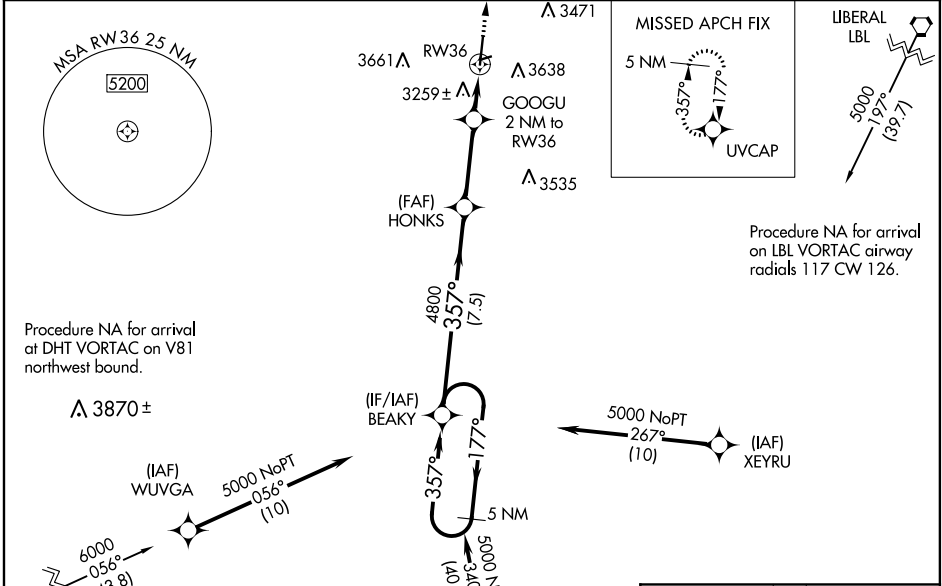 MSA RW36 25 NM
5200
3661
RW36
3471
3638
3259 ±
GOOGU
2 NM to
RW36
3535
MISSED APCH FIX
5 NM
357°
177°
UVCAP
LIBERAL
LBL
5000
197°
(39.7)
Procedure NA for arrival
on LBL VORTAC airway
radials 117 CW 126.
(FAF)
HONKS
4800
357°
(7.5)
Procedure NA for arrival
at DHT VORTAC on V81
northwest bound.
3870 ±
(IF/IAF)
BEAKY
357°
177°
5 NM
5000 NoPT
267°
(10)
(IAF)
XEYRU
(IAF)
WUVGA
5000 NoPT
056°
(10)
6000
056°
5000
340°
(40